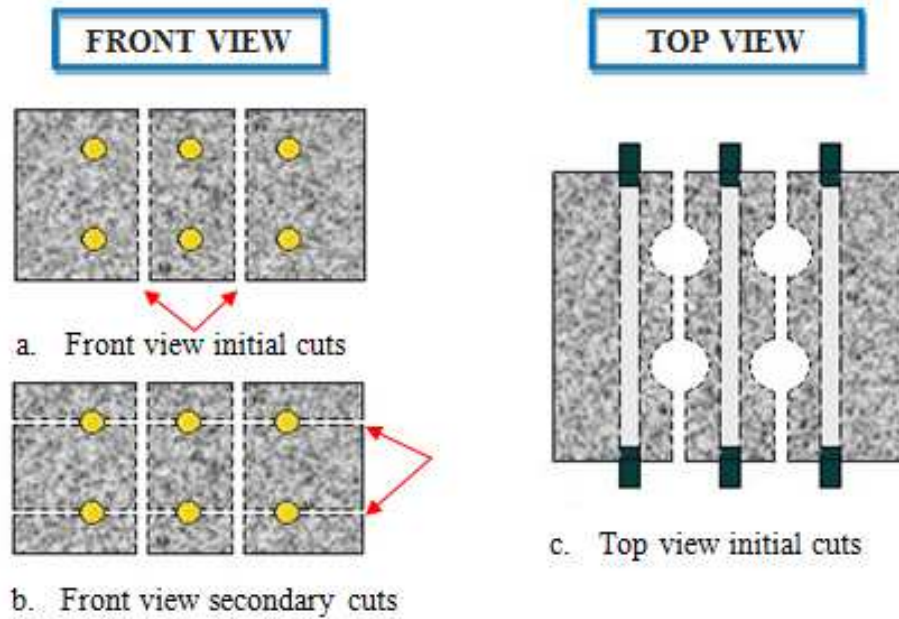 FRONT VIEW
TOP VIEW
a. Front view initial cuts
b. Front view secondary cuts
c. Top view initial cuts